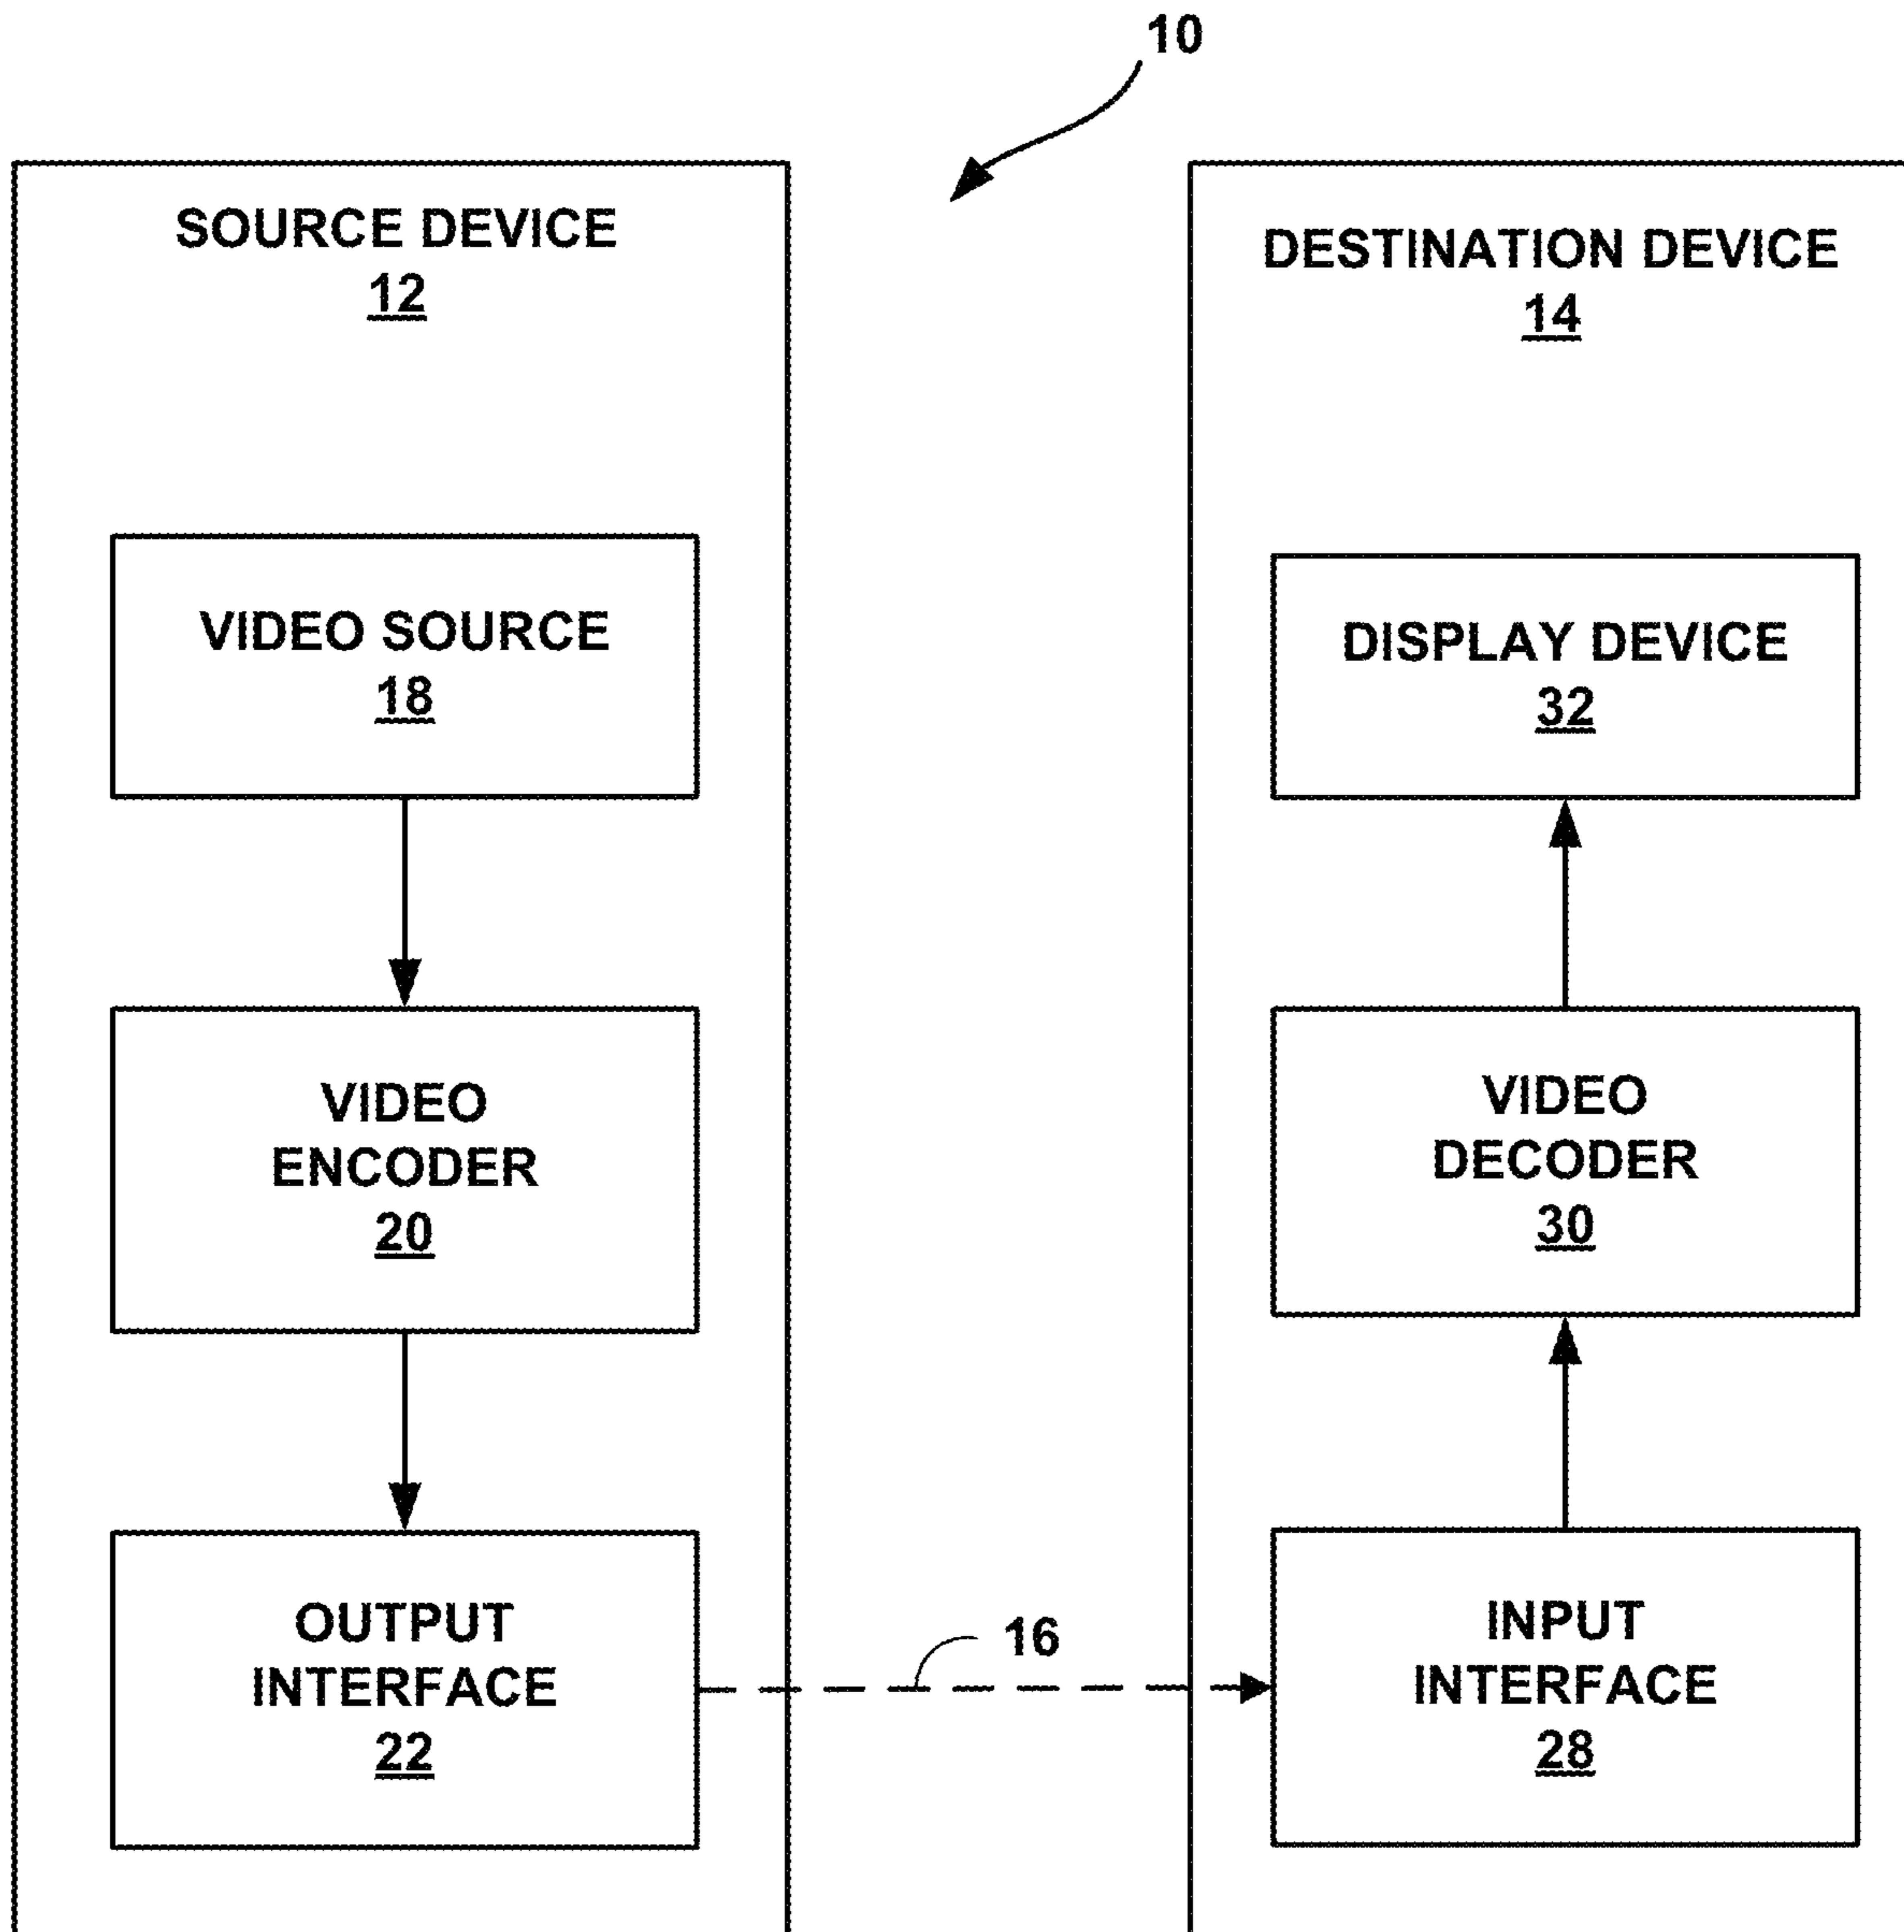 10
SOURCE DEVICE
12
VIDEO SOURCE
18
VIDEO
ENCODER
20
OUTPUT
INTERFACE
22
16
DESTINATION DEVICE
14
DISPLAY DEVICE
32
VIDEO
DECODER
30
INPUT
INTERFACE
28